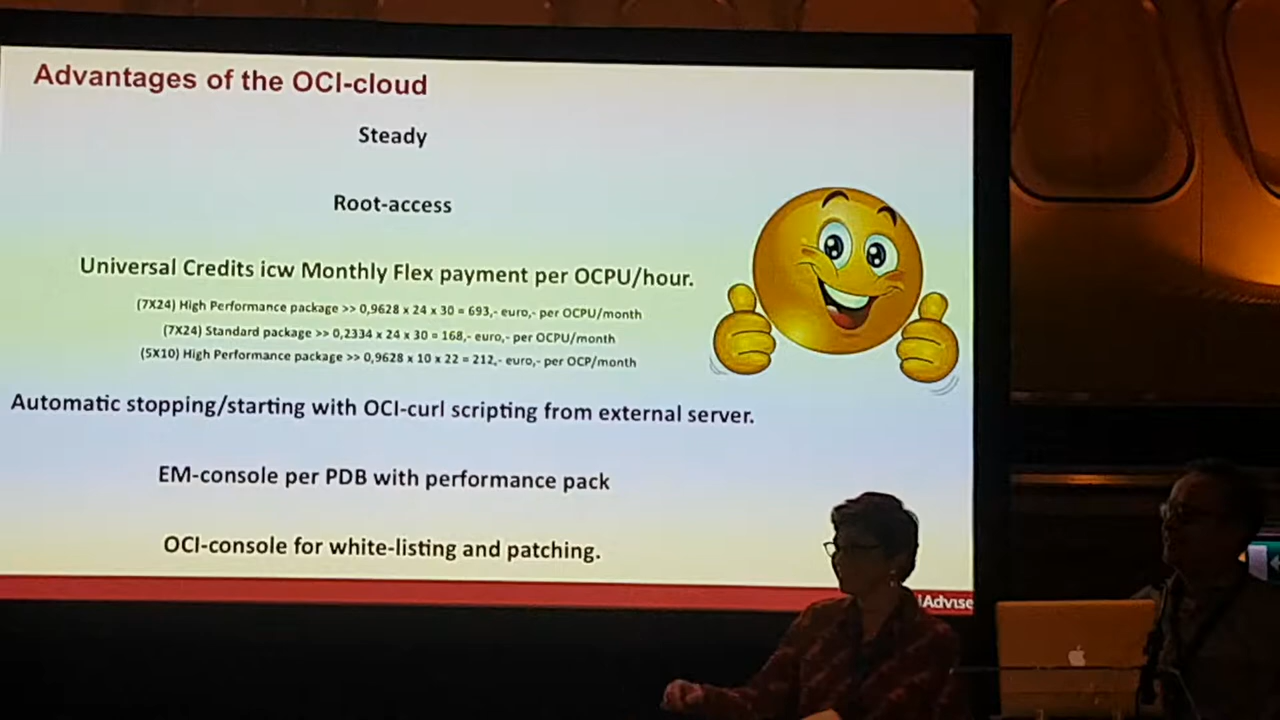 Advantages of the OCI-cloud
Steady
Root-access
Universal Credits icw Monthly Flex payment per OCPU/hour.
(7X24) High Performance package >> 0,9628 x 24 x 30 = 693,- euro,- per OCPU/month
(7X24) Standard package >> 0,2334 x 24 x 30 = 168,- euro,- per OCPU/month
(5X10) High Performance package >> 0,9628 x 10 x 22 = 212,- euro,- per OCP/month
Automatic stopping/starting with OCI-curl scripting from external server.
EM-console per PDB with performance pack
OCI-console for white-listing and patching.
iAdvise